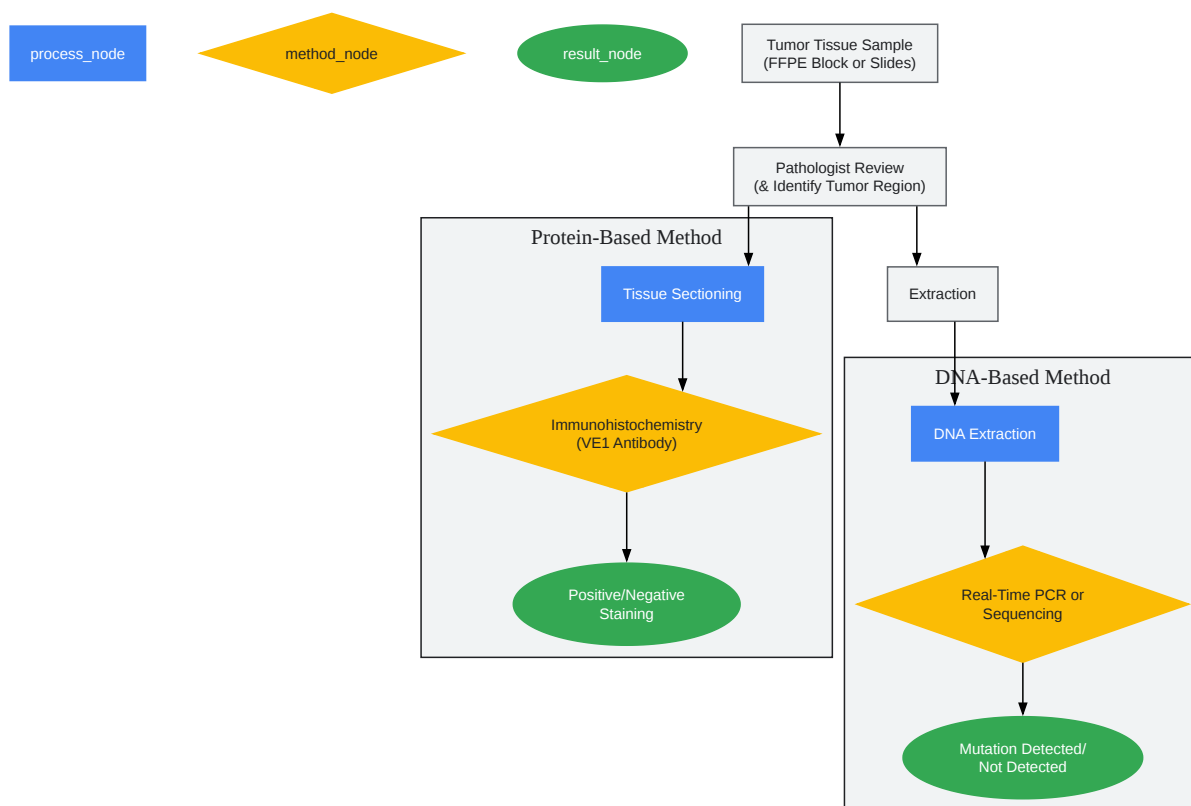 process_node
method_node
result_node
Tumor Tissue Sample
(FFPE Block or Slides)
Pathologist Review
(& Identify Tumor Region)
Protein-Based Method
Tissue Sectioning
Extraction
Immunohistochemistry
(VE1 Antibody)
DNA-Based Method
DNA Extraction
Positive/Negative
Staining
Real-Time PCR or
Sequencing
Mutation Detected/
Not Detected